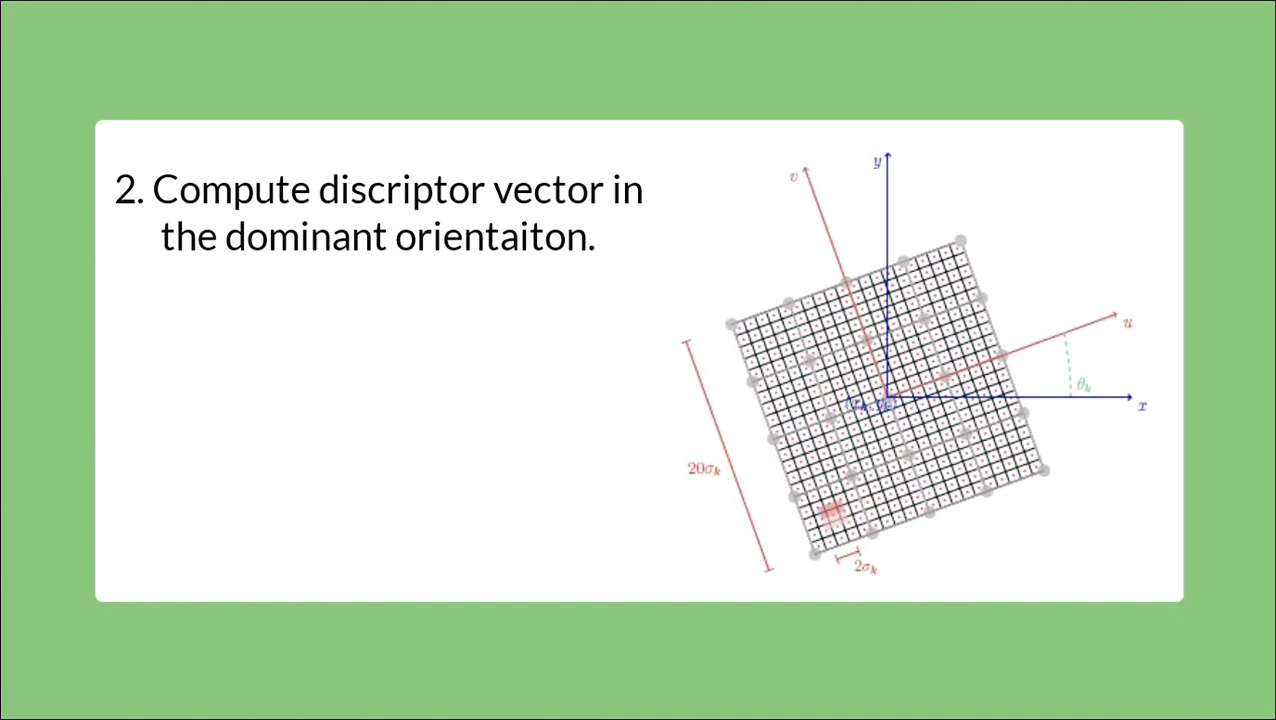 2. Compute discriptor vector in
the dominant orientaiton.
v
y
u
θk
x
20σk
2σk